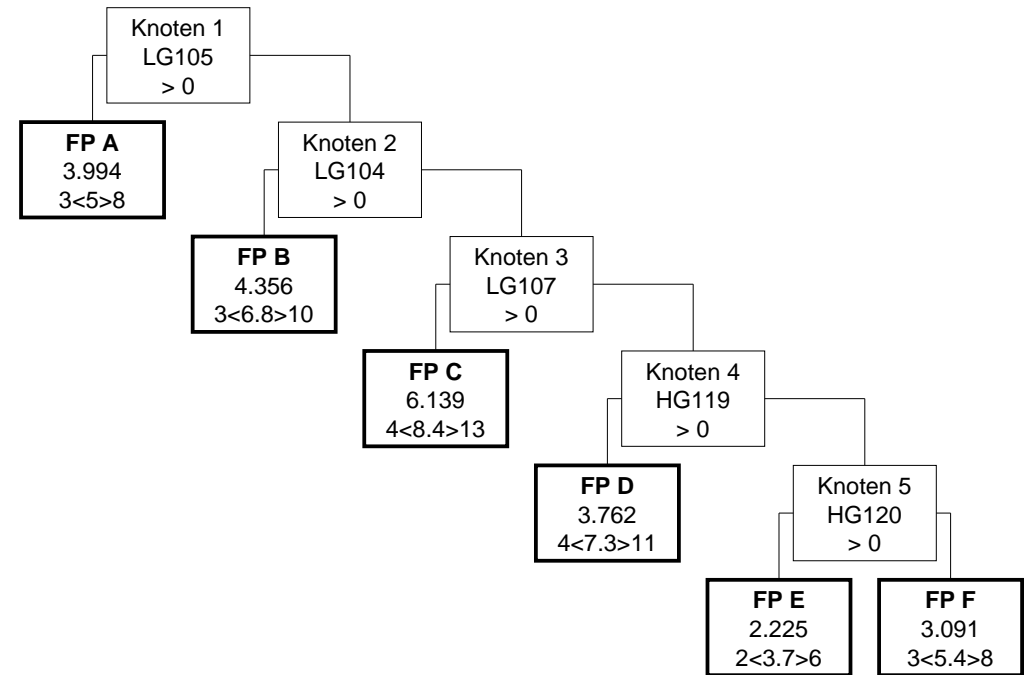 Knoten 1
LG105
> 0
FP A
3.994
3<5>8
Knoten 2
LG104
> 0
FP B
4.356
3<6.8>10
Knoten 3
LG107
> 0
FP C
6.139
4<8.4>13
Knoten 4
HG119
> 0
FP D
3.762
4<7.3>11
Knoten 5
HG120
> 0
FP E
2.225
2<3.7>6
FP F
3.091
3<5.4>8